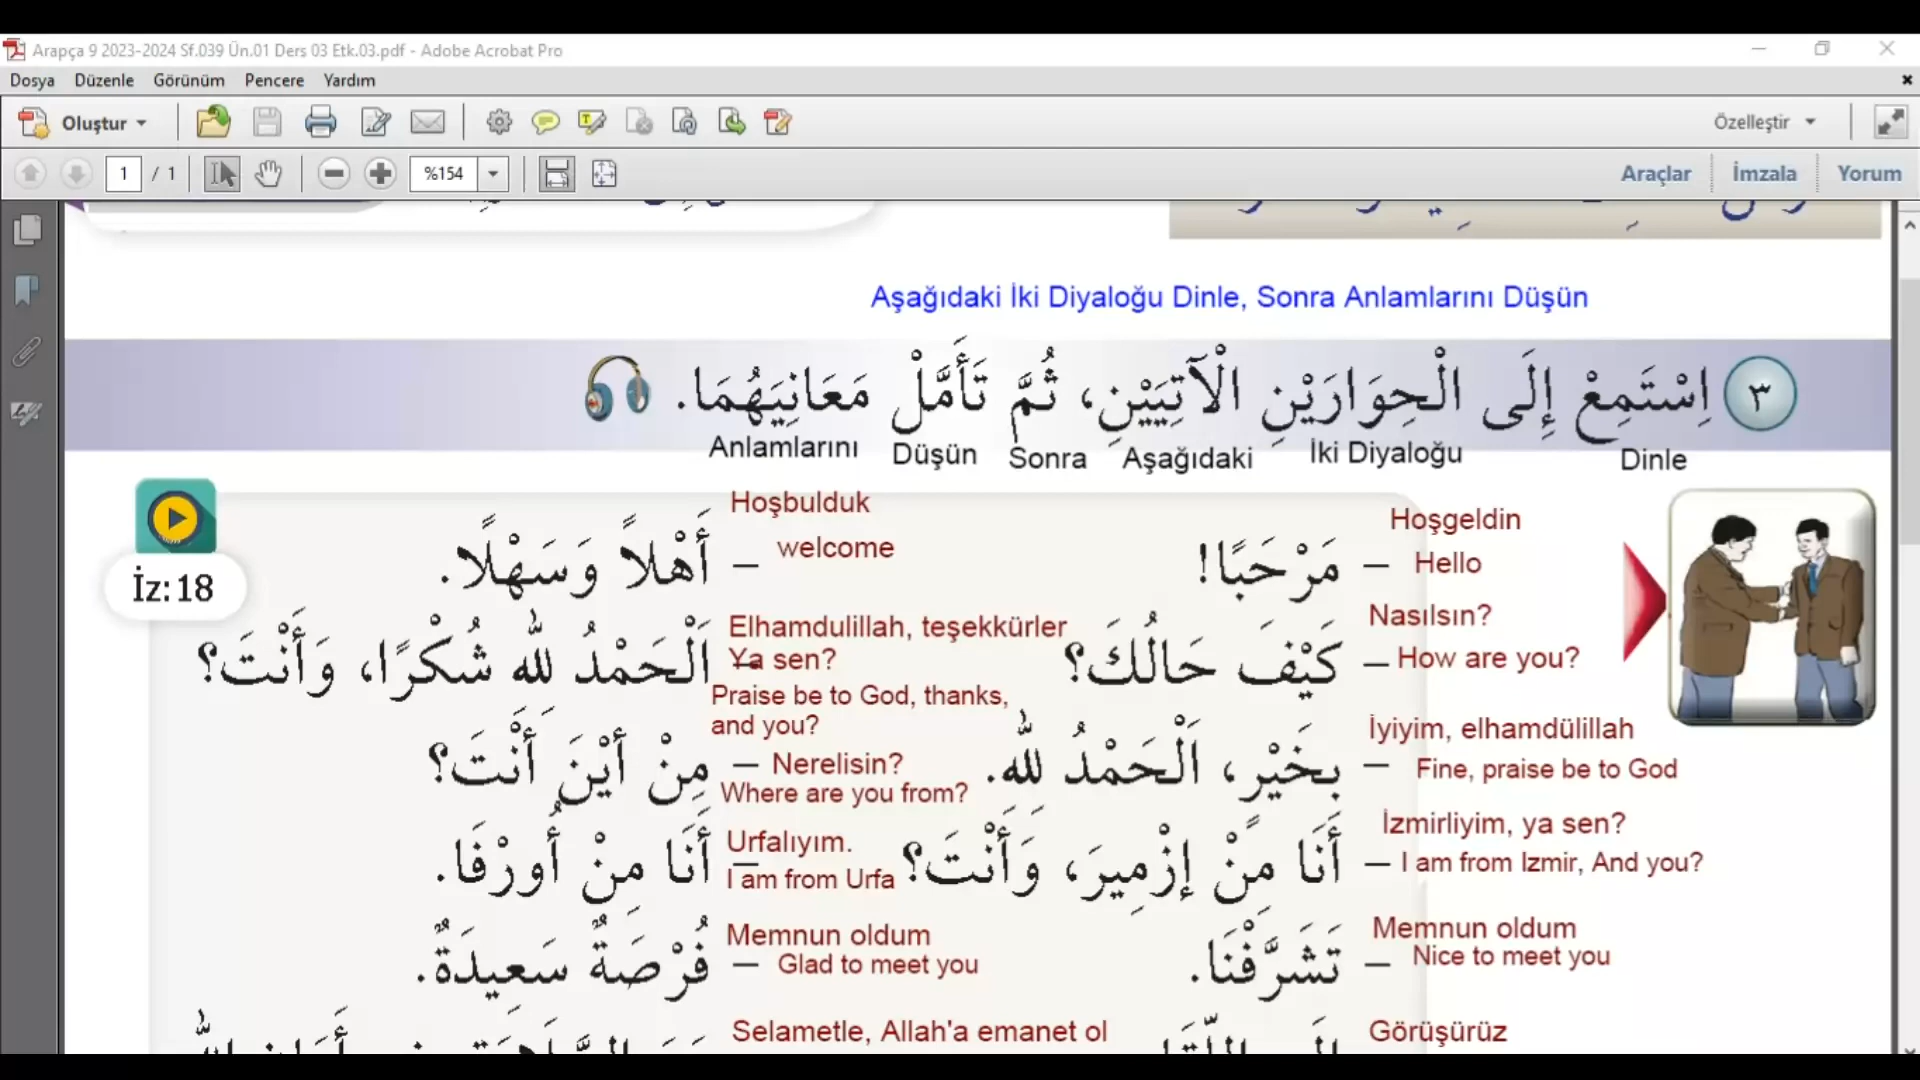 Arapça 9 2023-2024 Sf.039 Ün.01 Ders 03 Etk.03.pdf - Adobe Acrobat Pro
Dosya Düzenle Görünüm Pencere Yardım
Oluştur Özelleştir
1 / 1 %154 Araçlar İmzala Yorum
Aşağıdaki İki Diyaloğu Dinle, Sonra Anlamlarını Düşün
٣ اِسْتَمِعْ إِلَى الْحِوَارَيْنِ الْآتِيَيْنِ، ثُمَّ تَأَمَّلْ مَعَانِيَهُمَا.
Anlamlarını Düşün Sonra Aşağıdaki İki Diyaloğu Dinle
İz:18
Hoşgeldin
– مَرْحَبًا! Hello
Hoşbulduk
welcome
– أَهْلاً وَسَهْلًا.
Nasılsın?
– كَيْفَ حَالُكَ؟ How are you?
Elhamdulillah, teşekkürler
Ya sen?
– اَلْحَمْدُ لله شُكْرًا، وَأَنْتَ؟
Praise be to God, thanks,
and you?
İyiyim, elhamdülillah
– بِخَيْرٍ، اَلْحَمْدُ لله. Fine, praise be to God
– مِنْ أَيْنَ أَنْتَ؟ Nerelisin?
Where are you from?
İzmirliyim, ya sen?
– أَنَا مِنْ إِزْمِيرَ، وَأَنْتَ؟ I am from Izmir, And you?
Urfalıyım.
– أَنَا مِنْ أُورْفَا.
I am from Urfa
Memnun oldum
– تَشَرَّفْنَا. Nice to meet you
Memnun oldum
– فُرْصَةٌ سَعِيدَةٌ. Glad to meet you
Görüşürüz
Selametle, Allah'a emanet ol